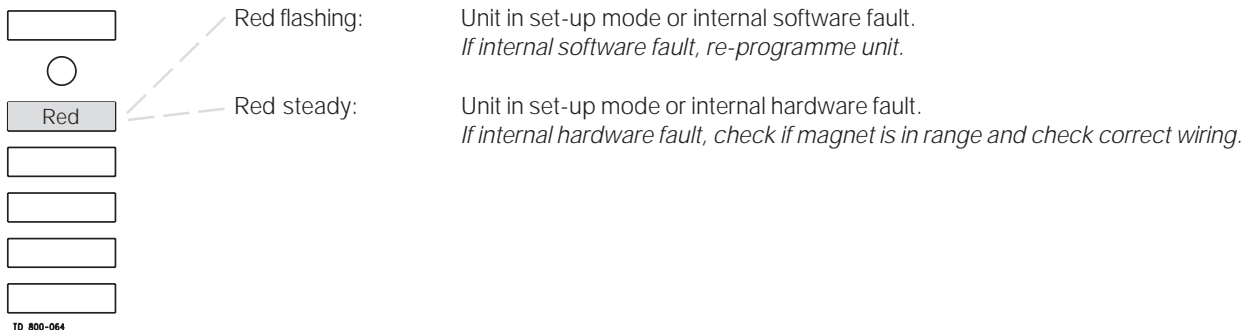 Red flashing: Unit in set-up mode or internal software fault.
If internal software fault, re-programme unit.
Red
Red steady: Unit in set-up mode or internal hardware fault.
If internal hardware fault, check if magnet is in range and check correct wiring.
TD 800-064